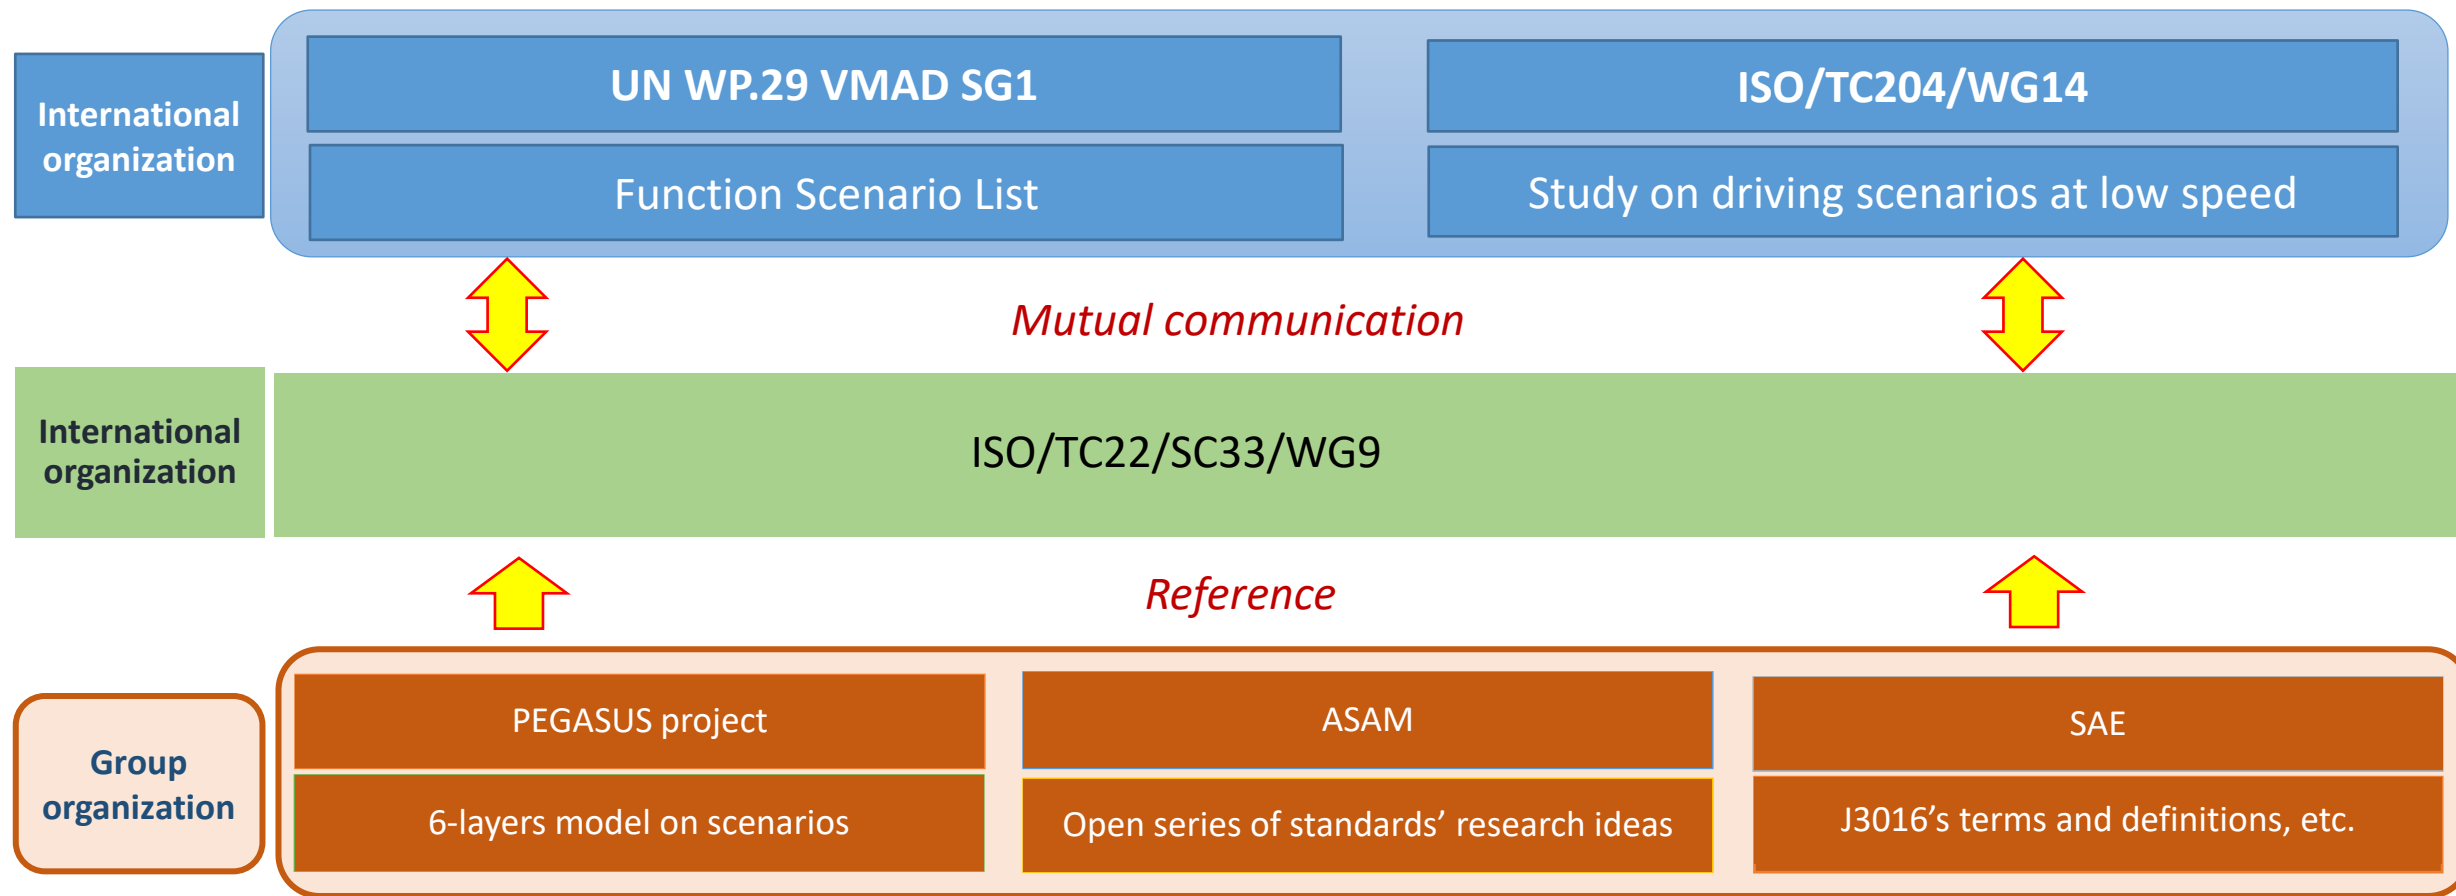 International
organization
UN WP.29 VMAD SG1
ISO/TC204/WG14
Function Scenario List
Study on driving scenarios at low speed
Mutual communication
International
organization
ISO/TC22/SC33/WG9
Reference
Group
organization
PEGASUS project
ASAM
SAE
6-layers model on scenarios
Open series of standards’ research ideas
J3016’s terms and definitions, etc.